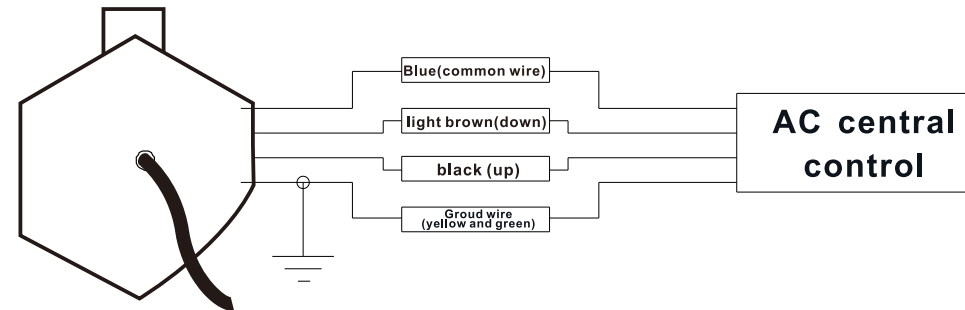 Blue(common wire)
light brown(down)
black (up)
Groud wire
(yellow and green)
AC central
control